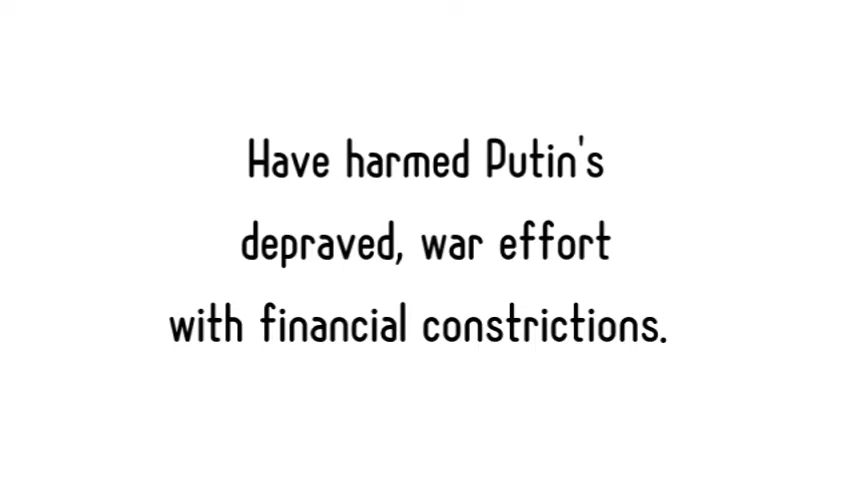 Have harmed Putin's
depraved, war effort
with financial constrictions.